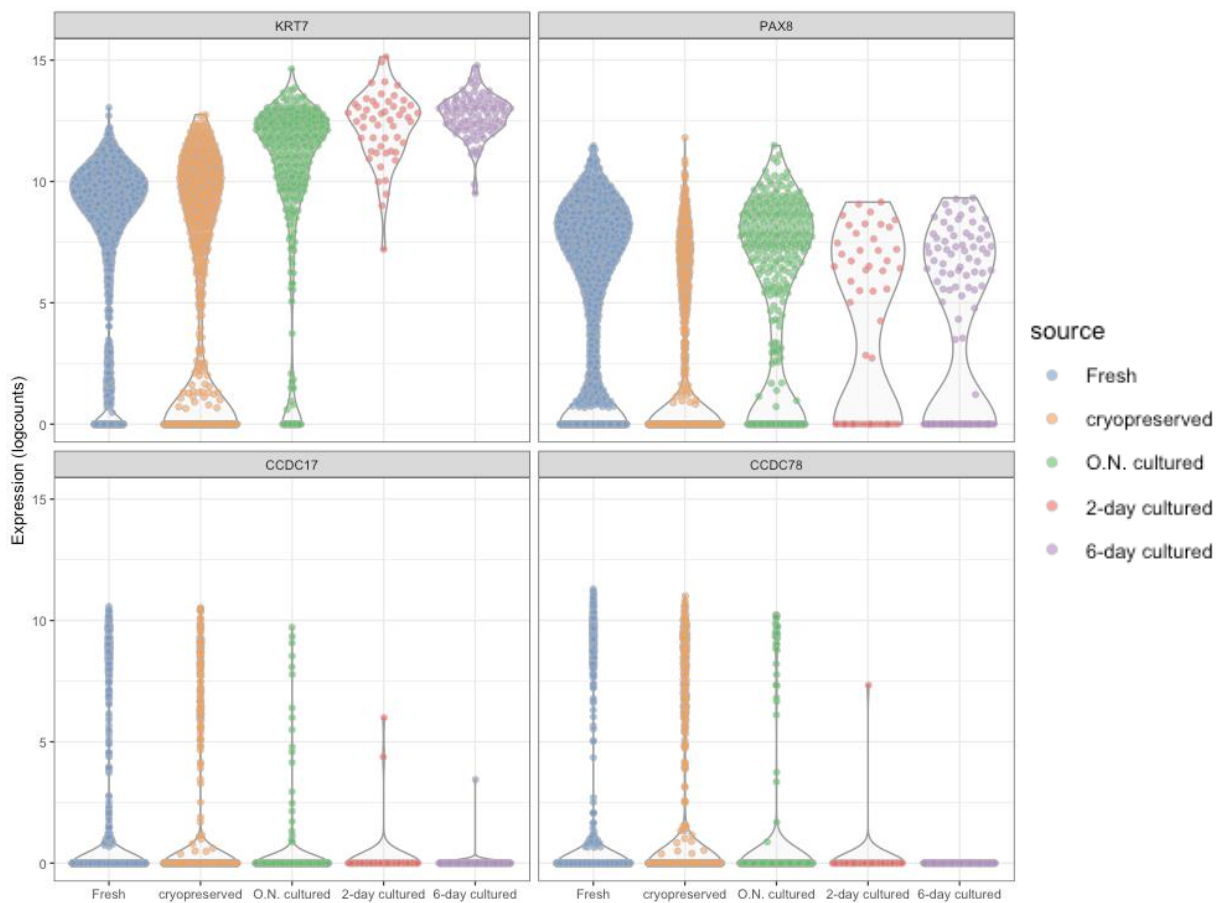 KRT7 PAX8
15
10
5
0
CCDC17 CCDC78
15
10
5
0
Expression (logcounts)
Fresh cryopreserved O.N. cultured 2-day cultured 6-day cultured Fresh cryopreserved O.N. cultured 2-day cultured 6-day cultured
source
Fresh
cryopreserved
O.N. cultured
2-day cultured
6-day cultured